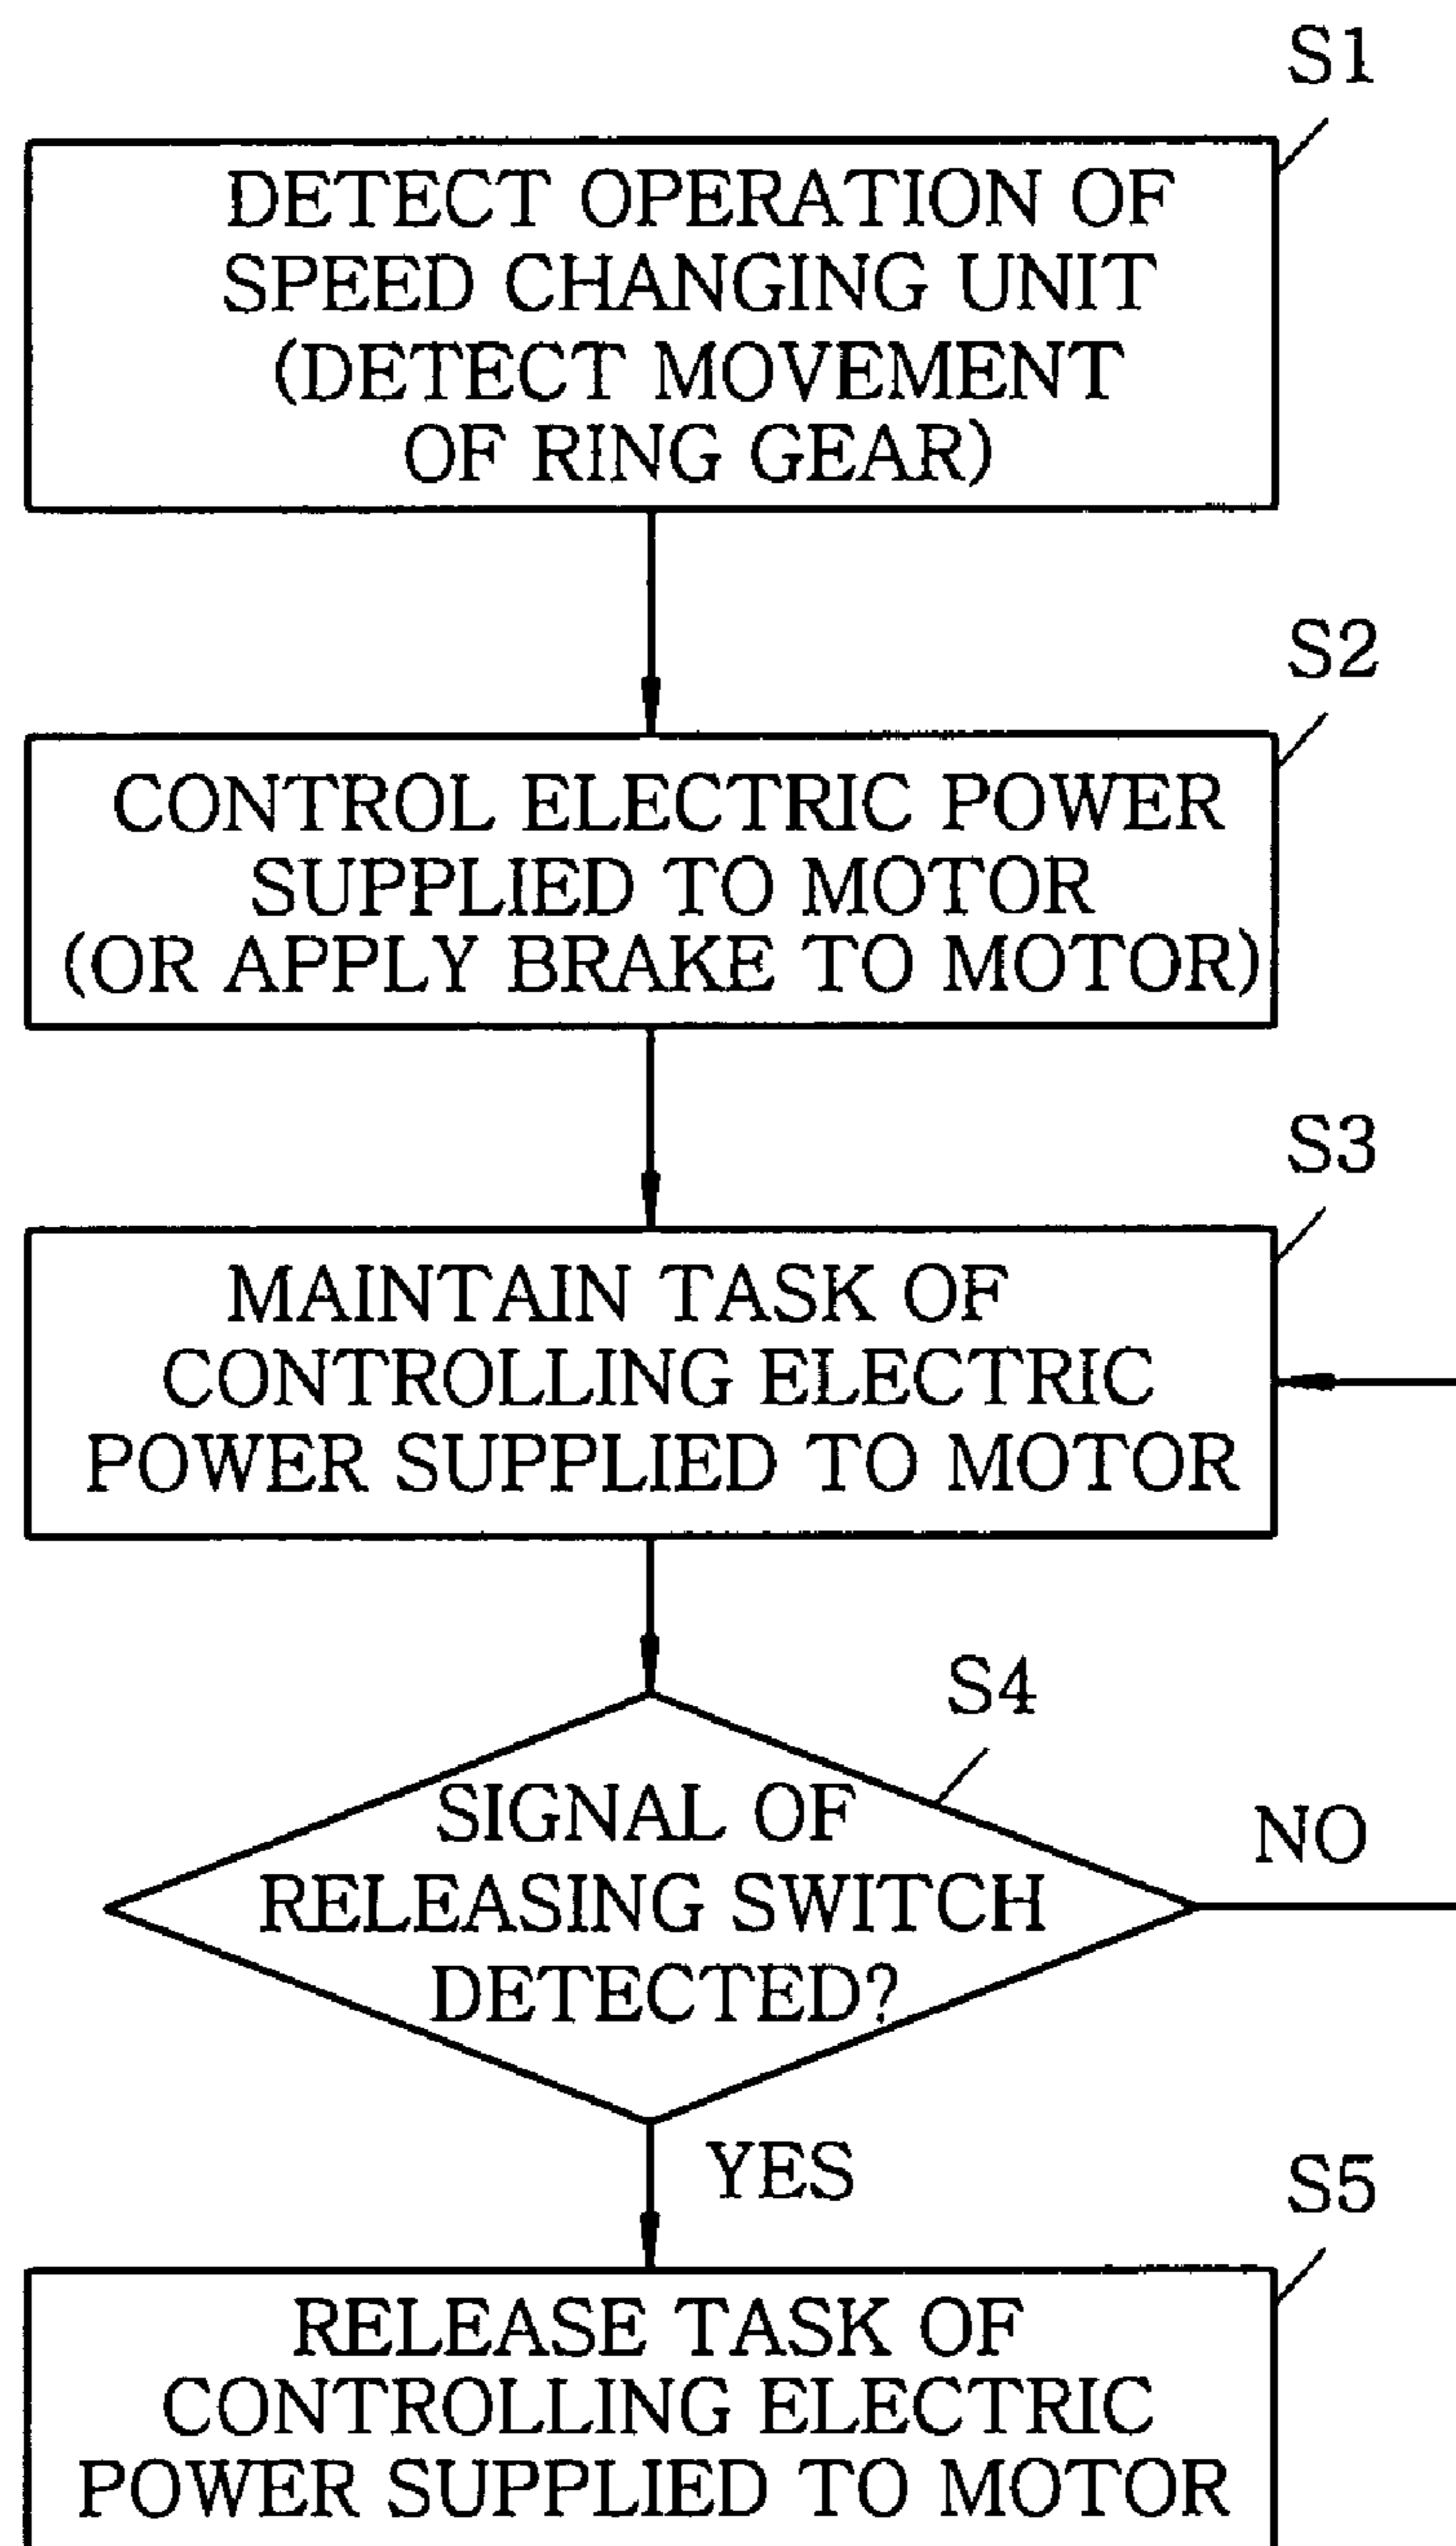 S1
DETECT OPERATION OF
SPEED CHANGING UNIT
(DETECT MOVEMENT
OF RING GEAR)
S2
CONTROL ELECTRIC POWER
SUPPLIED TO MOTOR
(OR APPLY BRAKE TO MOTOR)
S3
MAINTAIN TASK OF
CONTROLLING ELECTRIC
POWER SUPPLIED TO MOTOR
S4
SIGNAL OF
RELEASING SWITCH
DETECTED?
NO
YES
S5
RELEASE TASK OF
CONTROLLING ELECTRIC
POWER SUPPLIED TO MOTOR